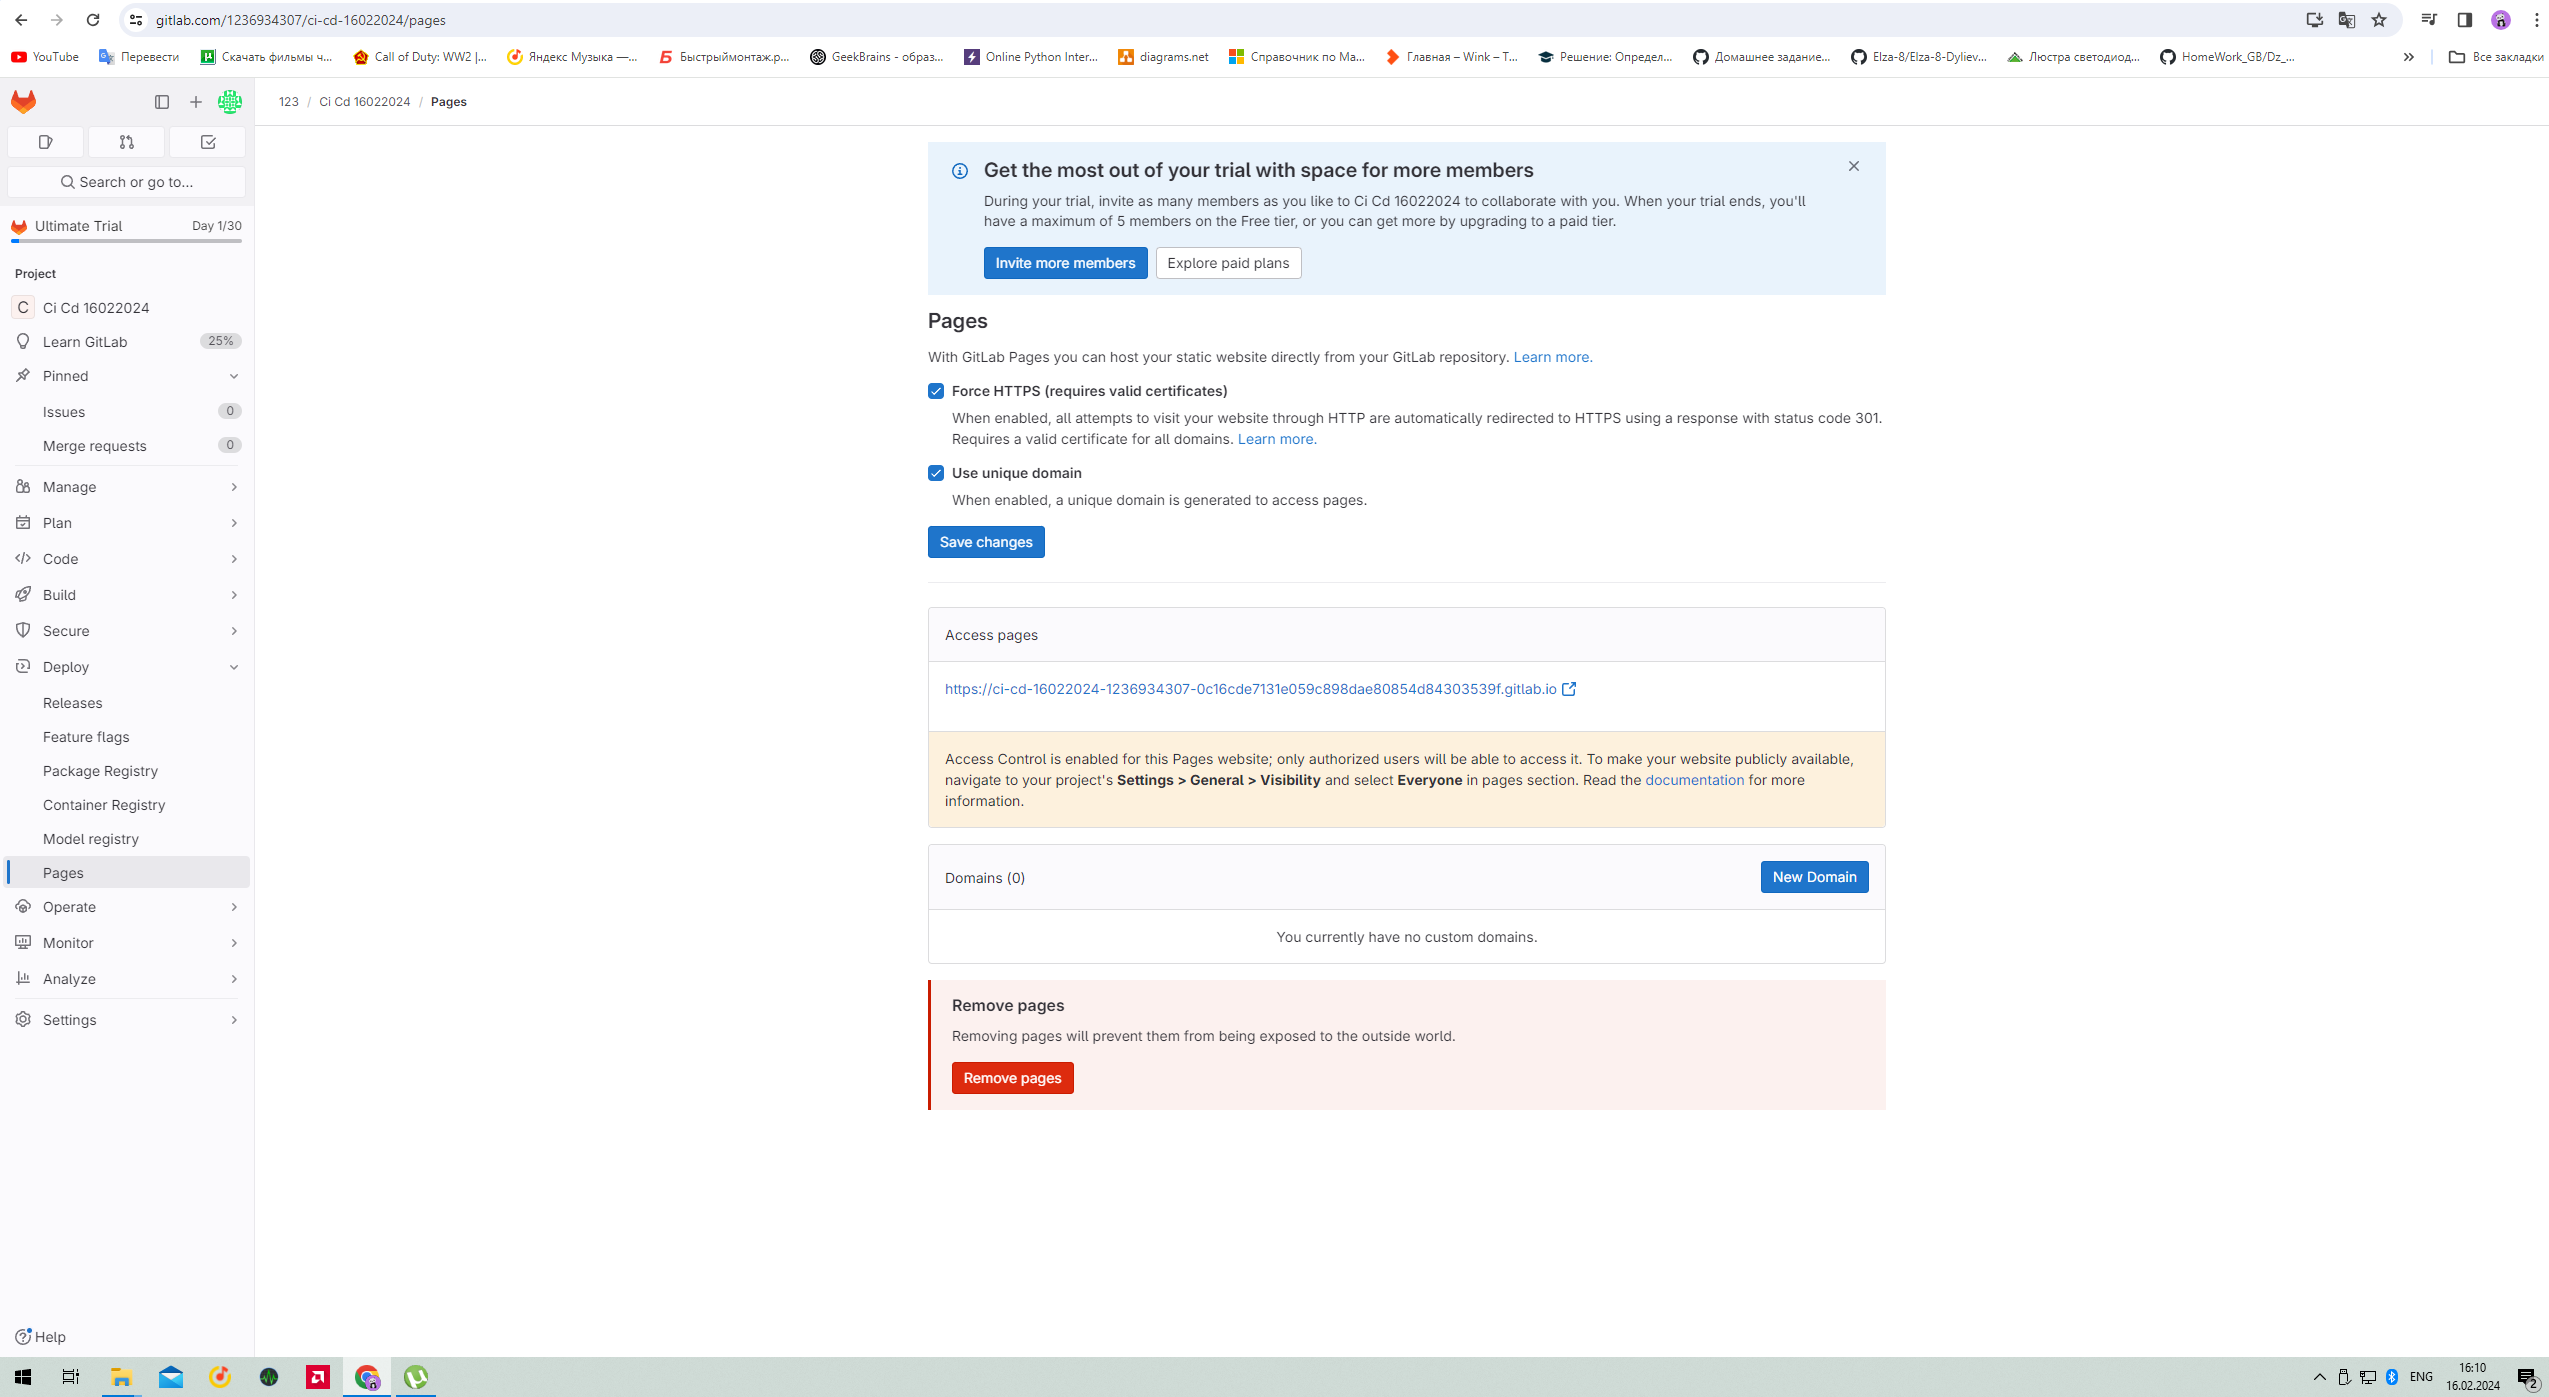 gitlab.com/1236934307/ci-cd-16022024/pages
YouTube
Перевести
Скачать фильмы ч...
Call of Duty: WW2 |...
Яндекс Музыка —...
Быстрыймонтаж.р...
GeekBrains - образ...
Online Python Inter...
diagrams.net
Справочник по Ma...
Главная – Wink – Т...
Решение: Определ...
Домашнее задание...
Elza-8/Elza-8-Dyliev...
Люстра светодиод...
HomeWork_GB/Dz_...
Все закладки
123 / Ci Cd 16022024 / Pages
Search or go to...
Ultimate Trial Day 1/30
Project
C Ci Cd 16022024
Learn GitLab 25%
Pinned
Issues 0
Merge requests 0
Manage
Plan
Code
Build
Secure
Deploy
Releases
Feature flags
Package Registry
Container Registry
Model registry
Pages
Operate
Monitor
Analyze
Settings
Help
Get the most out of your trial with space for more members
During your trial, invite as many members as you like to Ci Cd 16022024 to collaborate with you. When your trial ends, you'll
have a maximum of 5 members on the Free tier, or you can get more by upgrading to a paid tier.
Invite more members Explore paid plans
Pages
With GitLab Pages you can host your static website directly from your GitLab repository. Learn more.
Force HTTPS (requires valid certificates)
When enabled, all attempts to visit your website through HTTP are automatically redirected to HTTPS using a response with status code 301.
Requires a valid certificate for all domains. Learn more.
Use unique domain
When enabled, a unique domain is generated to access pages.
Save changes
Access pages
https://ci-cd-16022024-1236934307-0c16cde7131e059c898dae80854d84303539f.gitlab.io
Access Control is enabled for this Pages website; only authorized users will be able to access it. To make your website publicly available,
navigate to your project's Settings > General > Visibility and select Everyone in pages section. Read the documentation for more
information.
Domains (0) New Domain
You currently have no custom domains.
Remove pages
Removing pages will prevent them from being exposed to the outside world.
Remove pages
ENG
16:10
16.02.2024
2